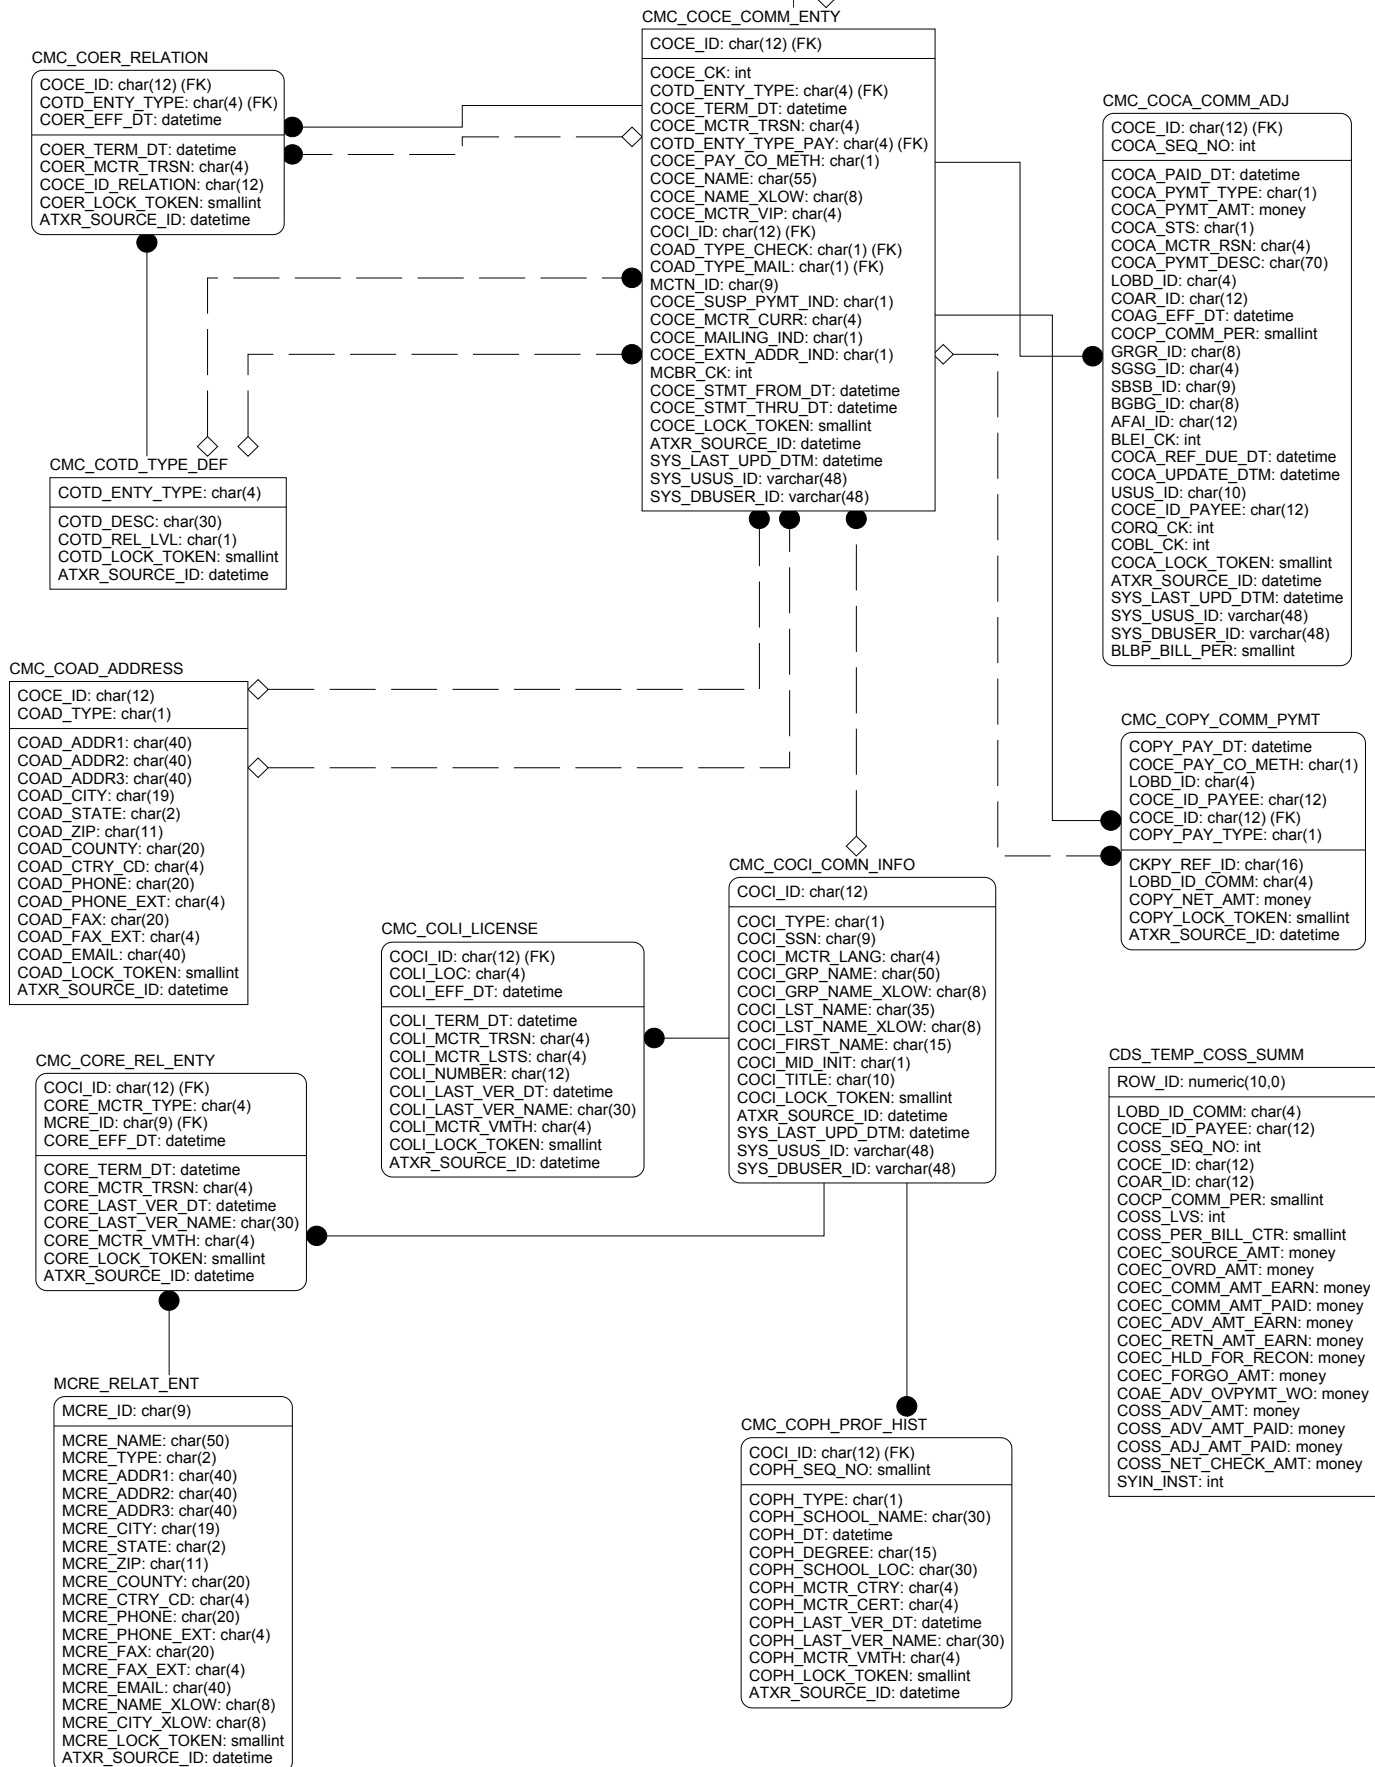 CMC_COCE_COMM_ENTY
COCE_ID: char(12) (FK)
COCE_CK: int
COTD_ENTY_TYPE: char(4) (FK)
COCE_TERM_DT: datetime
COCE_MCTR_TRSN: char(4)
COTD_ENTY_TYPE_PAY: char(4) (FK)
COCE_PAY_CO_METH: char(1)
COCE_NAME: char(55)
COCE_NAME_XLOW: char(8)
COCE_MCTR_VIP: char(4)
COCI_ID: char(12) (FK)
COAD_TYPE_CHECK: char(1) (FK)
COAD_TYPE_MAIL: char(1) (FK)
MCTN_ID: char(9)
COCE_SUSP_PYMT_IND: char(1)
COCE_MCTR_CURR: char(4)
COCE_MAILING_IND: char(1)
COCE_EXTN_ADDR_IND: char(1)
MCBR_CK: int
COCE_STMT_FROM_DT: datetime
COCE_STMT_THRU_DT: datetime
COCE_LOCK_TOKEN: smallint
ATXR_SOURCE_ID: datetime
SYS_LAST_UPD_DTM: datetime
SYS_USUS_ID: varchar(48)
SYS_DBUSER_ID: varchar(48)
CMC_COER_RELATION
COCE_ID: char(12) (FK)
COTD_ENTY_TYPE: char(4) (FK)
COER_EFF_DT: datetime
COER_TERM_DT: datetime
COER_MCTR_TRSN: char(4)
COCE_ID_RELATION: char(12)
COER_LOCK_TOKEN: smallint
ATXR_SOURCE_ID: datetime
CMC_COCA_COMM_ADJ
COCE_ID: char(12) (FK)
COCA_SEQ_NO: int
COCA_PAID_DT: datetime
COCA_PYMT_TYPE: char(1)
COCA_PYMT_AMT: money
COCA_STS: char(1)
COCA_MCTR_RSN: char(4)
COCA_PYMT_DESC: char(70)
LOBD_ID: char(4)
COAR_ID: char(12)
COAG_EFF_DT: datetime
COCP_COMM_PER: smallint
GRGR_ID: char(8)
SGSG_ID: char(4)
SBSB_ID: char(9)
BGBG_ID: char(8)
AFAI_ID: char(12)
BLEI_CK: int
COCA_REF_DUE_DT: datetime
COCA_UPDATE_DTM: datetime
USUS_ID: char(10)
COCE_ID_PAYEE: char(12)
CORQ_CK: int
COBL_CK: int
COCA_LOCK_TOKEN: smallint
ATXR_SOURCE_ID: datetime
SYS_LAST_UPD_DTM: datetime
SYS_USUS_ID: varchar(48)
SYS_DBUSER_ID: varchar(48)
BLBP_BILL_PER: smallint
CMC_COTD_TYPE_DEF
COTD_ENTY_TYPE: char(4)
COTD_DESC: char(30)
COTD_REL_LVL: char(1)
COTD_LOCK_TOKEN: smallint
ATXR_SOURCE_ID: datetime
CMC_COAD_ADDRESS
COCE_ID: char(12)
COAD_TYPE: char(1)
COAD_ADDR1: char(40)
COAD_ADDR2: char(40)
COAD_ADDR3: char(40)
COAD_CITY: char(19)
COAD_STATE: char(2)
COAD_ZIP: char(11)
COAD_COUNTY: char(20)
COAD_CTRY_CD: char(4)
COAD_PHONE: char(20)
COAD_PHONE_EXT: char(4)
COAD_FAX: char(20)
COAD_FAX_EXT: char(4)
COAD_EMAIL: char(40)
COAD_LOCK_TOKEN: smallint
ATXR_SOURCE_ID: datetime
CMC_COPY_COMM_PYMT
COPY_PAY_DT: datetime
COCE_PAY_CO_METH: char(1)
LOBD_ID: char(4)
COCE_ID_PAYEE: char(12)
COCE_ID: char(12) (FK)
COPY_PAY_TYPE: char(1)
CKPY_REF_ID: char(16)
LOBD_ID_COMM: char(4)
COPY_NET_AMT: money
COPY_LOCK_TOKEN: smallint
ATXR_SOURCE_ID: datetime
CMC_COCI_COMN_INFO
COCI_ID: char(12)
COCI_TYPE: char(1)
COCI_SSN: char(9)
COCI_MCTR_LANG: char(4)
COCI_GRP_NAME: char(50)
COCI_GRP_NAME_XLOW: char(8)
COCI_LST_NAME: char(35)
COCI_LST_NAME_XLOW: char(8)
COCI_FIRST_NAME: char(15)
COCI_MID_INIT: char(1)
COCI_TITLE: char(10)
COCI_LOCK_TOKEN: smallint
ATXR_SOURCE_ID: datetime
SYS_LAST_UPD_DTM: datetime
SYS_USUS_ID: varchar(48)
SYS_DBUSER_ID: varchar(48)
CMC_COLI_LICENSE
COCI_ID: char(12) (FK)
COLI_LOC: char(4)
COLI_EFF_DT: datetime
COLI_TERM_DT: datetime
COLI_MCTR_TRSN: char(4)
COLI_MCTR_LSTS: char(4)
COLI_NUMBER: char(12)
COLI_LAST_VER_DT: datetime
COLI_LAST_VER_NAME: char(30)
COLI_MCTR_VMTH: char(4)
COLI_LOCK_TOKEN: smallint
ATXR_SOURCE_ID: datetime
CMC_CORE_REL_ENTY
COCI_ID: char(12) (FK)
CORE_MCTR_TYPE: char(4)
MCRE_ID: char(9) (FK)
CORE_EFF_DT: datetime
CORE_TERM_DT: datetime
CORE_MCTR_TRSN: char(4)
CORE_LAST_VER_DT: datetime
CORE_LAST_VER_NAME: char(30)
CORE_MCTR_VMTH: char(4)
CORE_LOCK_TOKEN: smallint
ATXR_SOURCE_ID: datetime
CDS_TEMP_COSS_SUMM
ROW_ID: numeric(10,0)
LOBD_ID_COMM: char(4)
COCE_ID_PAYEE: char(12)
COSS_SEQ_NO: int
COCE_ID: char(12)
COAR_ID: char(12)
COCP_COMM_PER: smallint
COSS_LVS: int
COSS_PER_BILL_CTR: smallint
COEC_SOURCE_AMT: money
COEC_OVRD_AMT: money
COEC_COMM_AMT_EARN: money
COEC_COMM_AMT_PAID: money
COEC_ADV_AMT_EARN: money
COEC_RETN_AMT_EARN: money
COEC_HLD_FOR_RECON: money
COEC_FORGO_AMT: money
COAE_ADV_OVPYMT_WO: money
COSS_ADV_AMT: money
COSS_ADV_AMT_PAID: money
COSS_ADJ_AMT_PAID: money
COSS_NET_CHECK_AMT: money
SYIN_INST: int
MCRE_RELAT_ENT
MCRE_ID: char(9)
MCRE_NAME: char(50)
MCRE_TYPE: char(2)
MCRE_ADDR1: char(40)
MCRE_ADDR2: char(40)
MCRE_ADDR3: char(40)
MCRE_CITY: char(19)
MCRE_STATE: char(2)
MCRE_ZIP: char(11)
MCRE_COUNTY: char(20)
MCRE_CTRY_CD: char(4)
MCRE_PHONE: char(20)
MCRE_PHONE_EXT: char(4)
MCRE_FAX: char(20)
MCRE_FAX_EXT: char(4)
MCRE_EMAIL: char(40)
MCRE_NAME_XLOW: char(8)
MCRE_CITY_XLOW: char(8)
MCRE_LOCK_TOKEN: smallint
ATXR_SOURCE_ID: datetime
CMC_COPH_PROF_HIST
COCI_ID: char(12) (FK)
COPH_SEQ_NO: smallint
COPH_TYPE: char(1)
COPH_SCHOOL_NAME: char(30)
COPH_DT: datetime
COPH_DEGREE: char(15)
COPH_SCHOOL_LOC: char(30)
COPH_MCTR_CTRY: char(4)
COPH_MCTR_CERT: char(4)
COPH_LAST_VER_DT: datetime
COPH_LAST_VER_NAME: char(30)
COPH_MCTR_VMTH: char(4)
COPH_LOCK_TOKEN: smallint
ATXR_SOURCE_ID: datetime